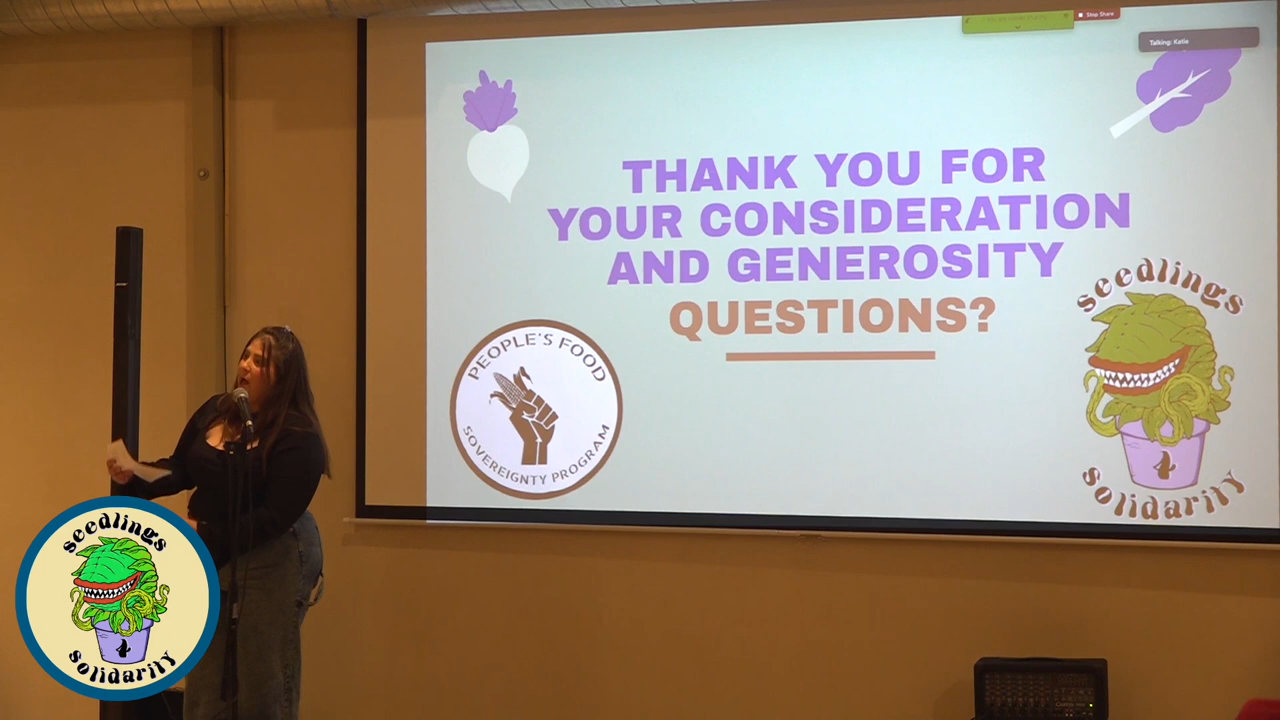 Stop Share
Talking: Katie
THANK YOU FOR
YOUR CONSIDERATION
AND GENEROSITY
QUESTIONS?
PEOPLE'S FOOD
SOVEREIGNTY PROGRAM
seedlings
solidarity
seedlings
solidarity